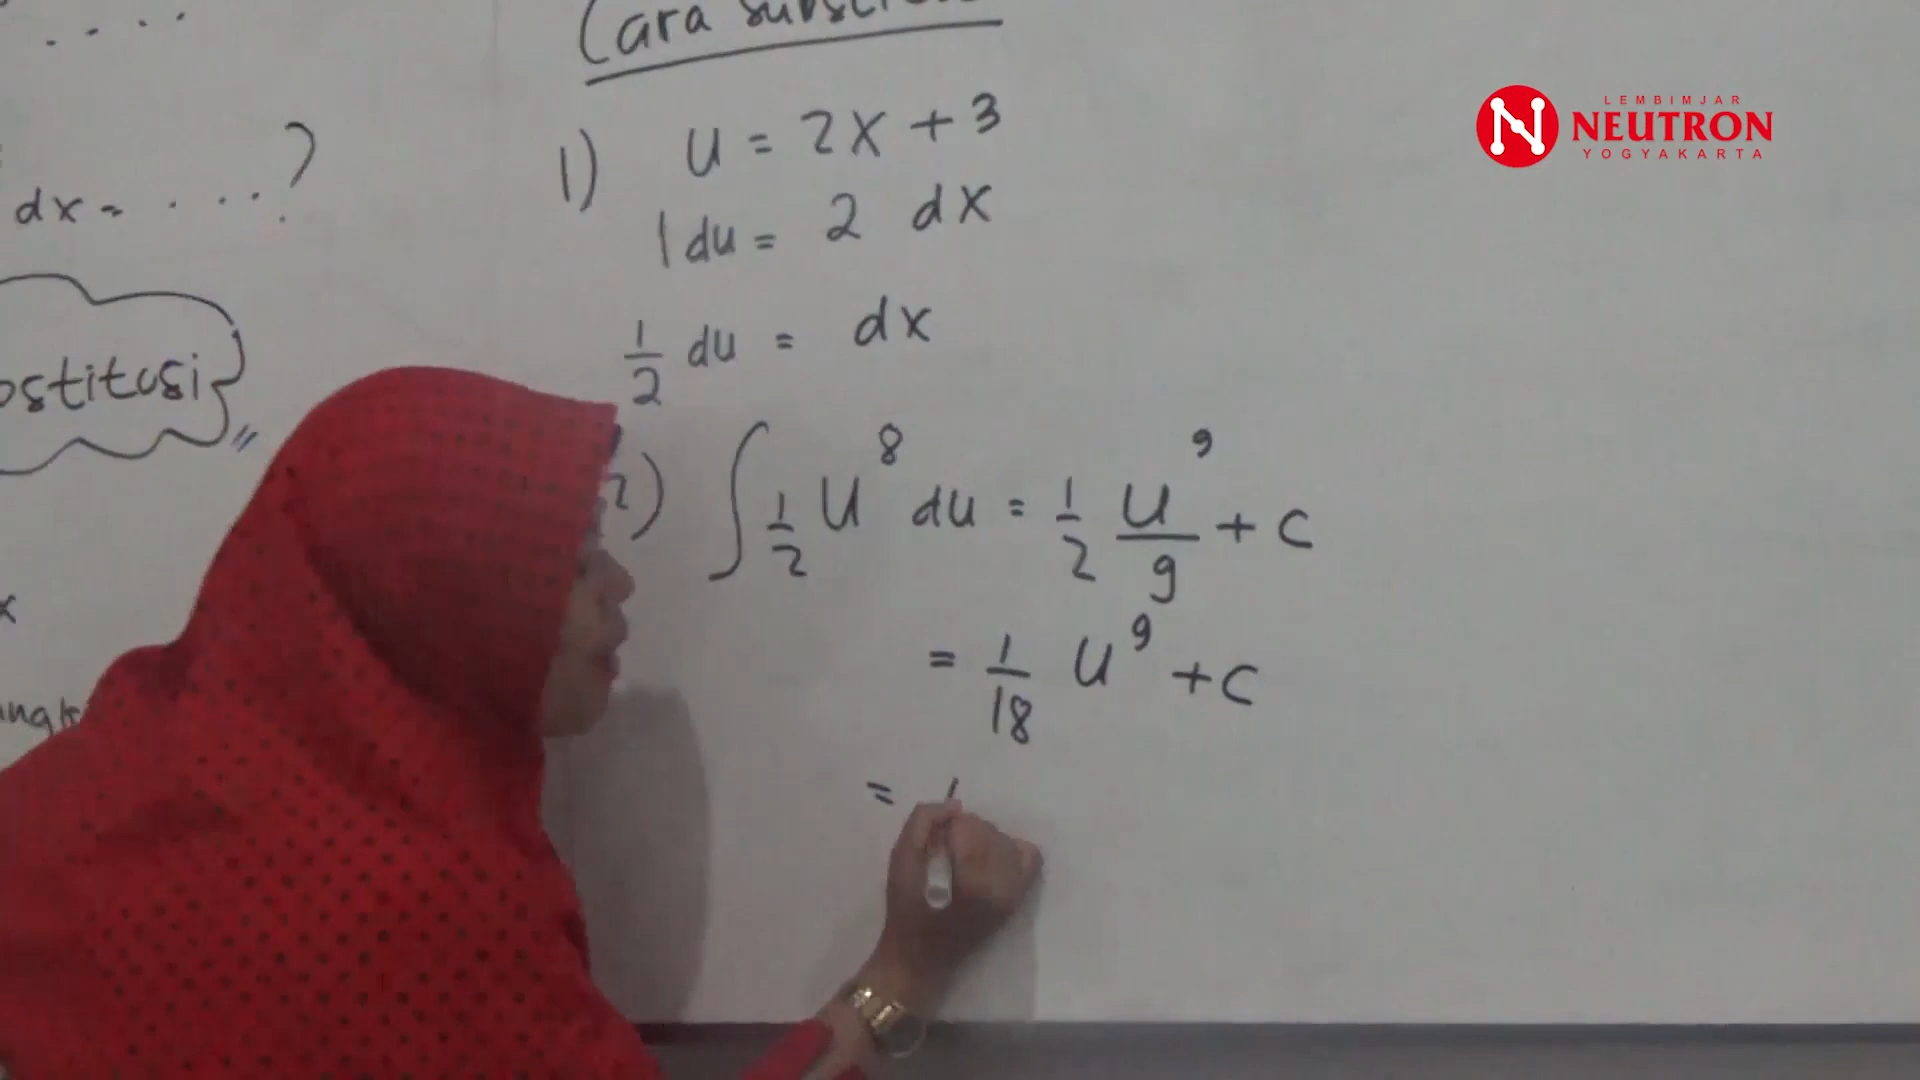 Cara
1) u = 2x + 3
1 du = 2 dx
1/2 du = dx
2) ∫ 1/2 u^8 du = 1/2 u^9/9 + c
= 1/18 u^9 + c
=
dx = . . . . ?
LEMBIMJAR
NEUTRON
YOGYAKARTA